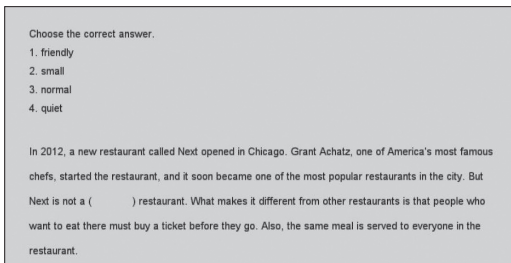 Choose the correct answer.
1. friendly
2. small
3. normal
4. quiet
In 2012, a new restaurant called Next opened in Chicago. Grant Achatz, one of America's most famous
chefs, started the restaurant, and it soon became one of the most popular restaurants in the city. But
Next is not a (          ) restaurant. What makes it different from other restaurants is that people who
want to eat there must buy a ticket before they go. Also, the same meal is served to everyone in the
restaurant.